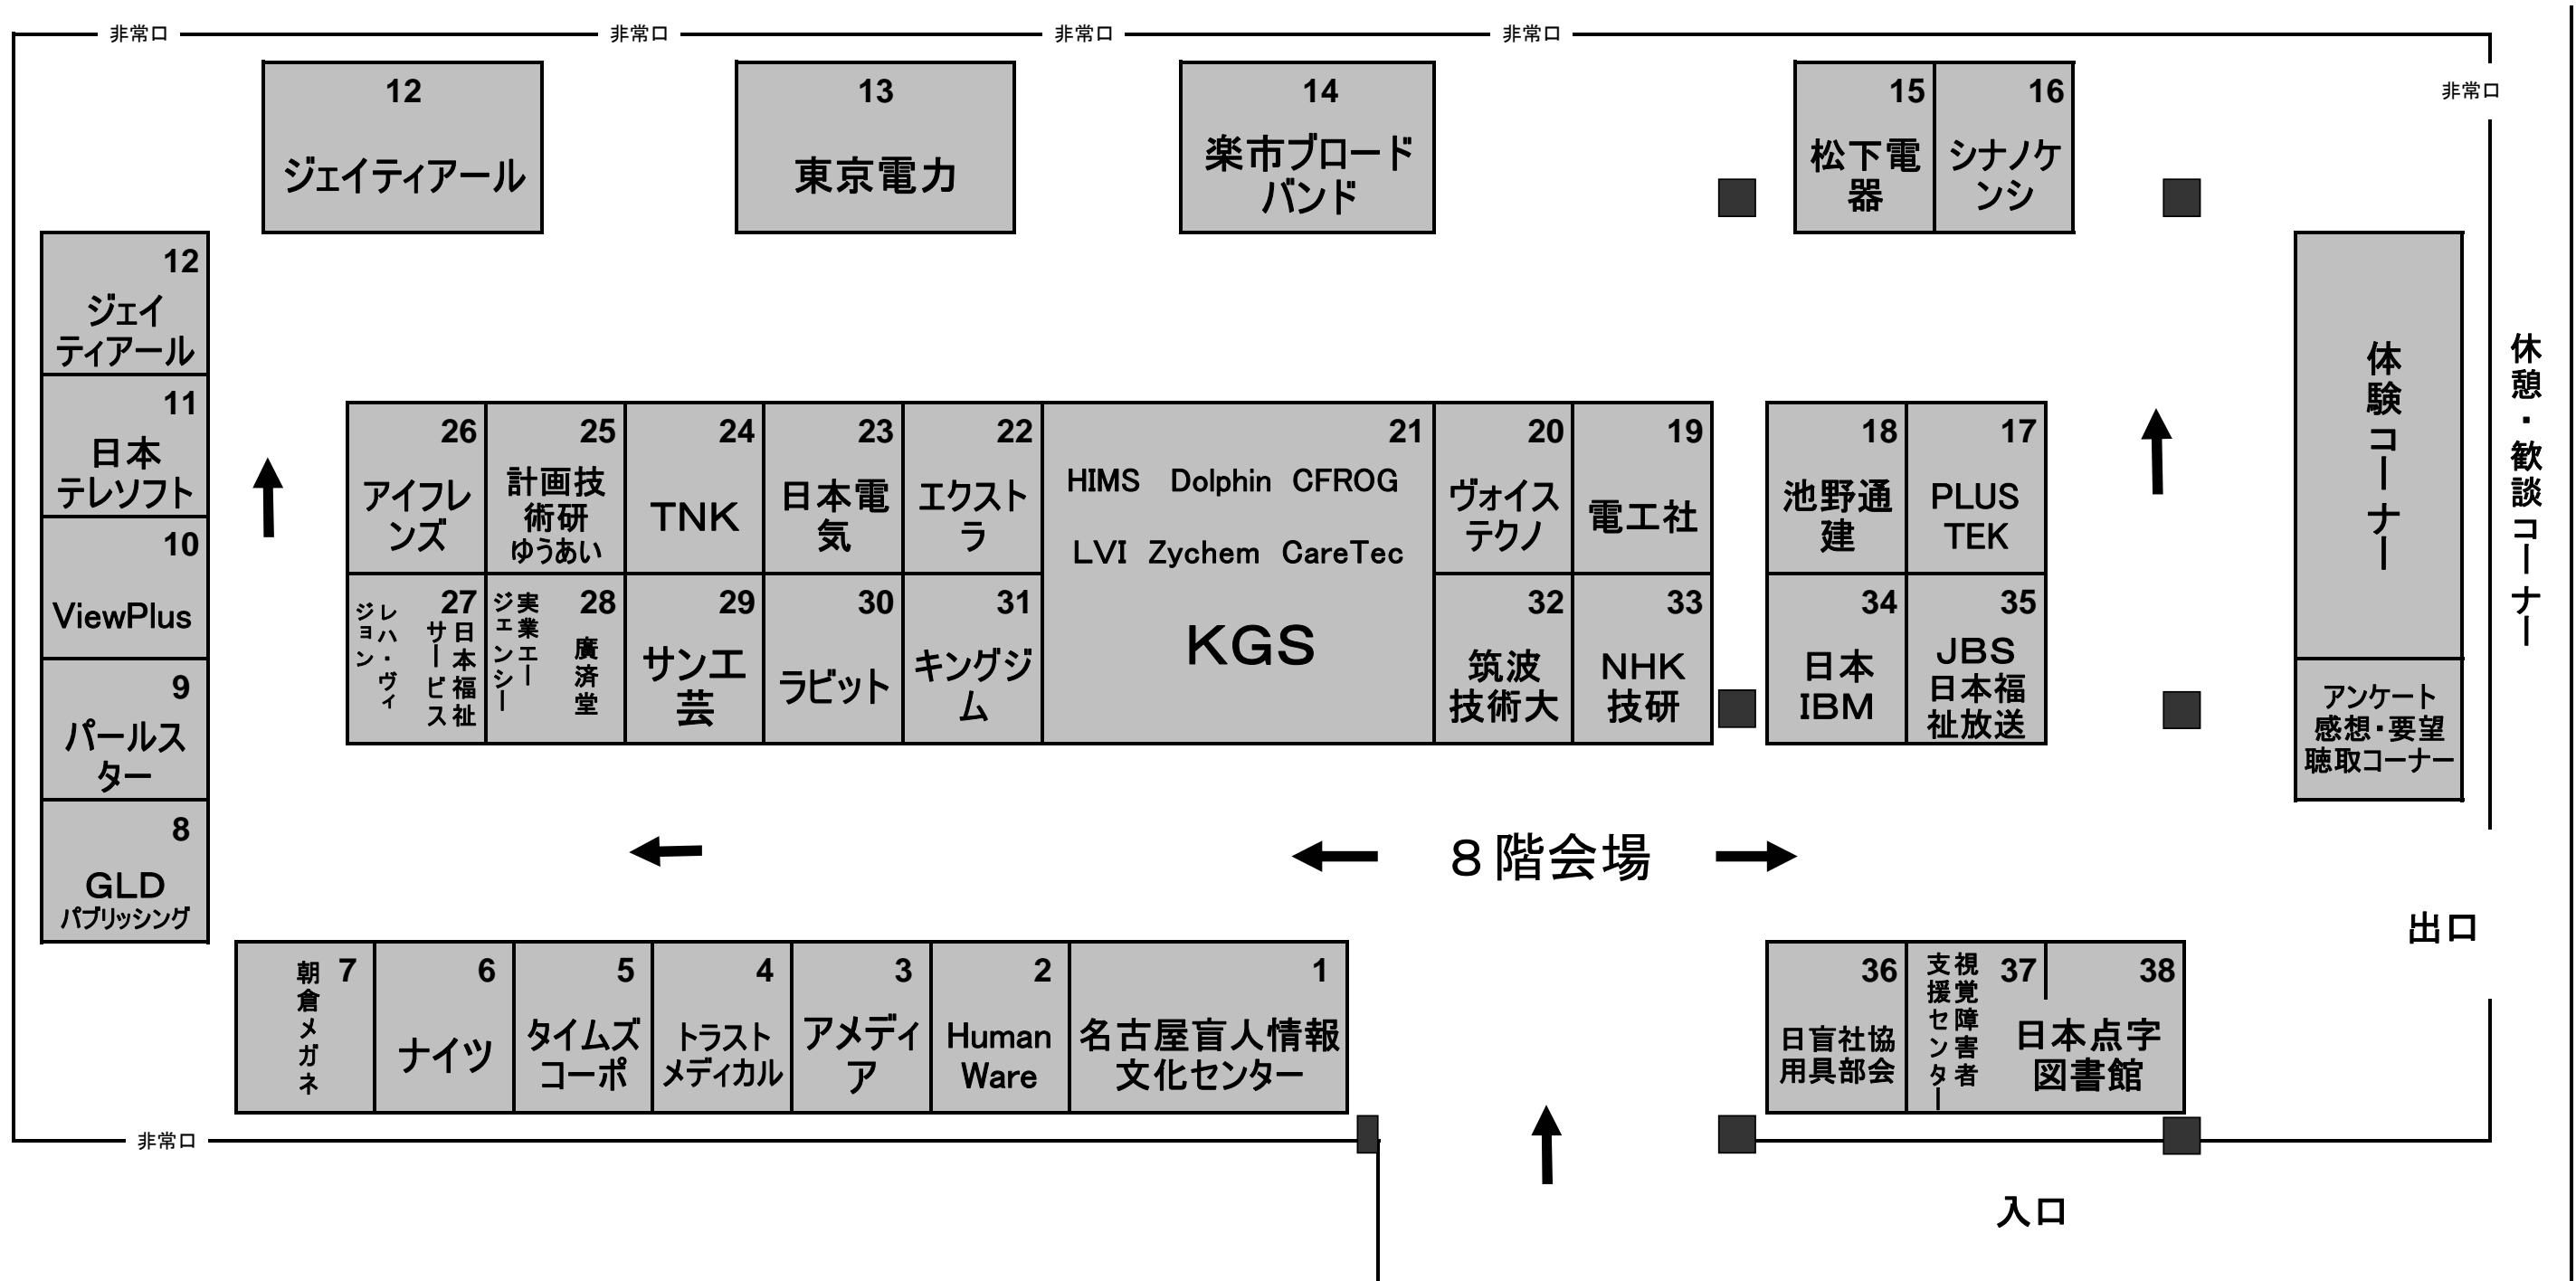 非常口
非常口
非常口
非常口
非常口
12
ジェイティアール
13
東京電力
14
楽市ブロード
バンド
15
松下電
器
16
シナノケ
ンシ
12
ジェイ
ティアール
11
日本
テレソフト
10
ViewPlus
9
パールス
ター
8
GLD
パブリッシング
26
アイフレ
ンズ
25
計画技
術研
ゆうあい
24
TNK
23
日本電
気
22
エクスト
ラ
21
HIMS Dolphin CFROG
LVI Zychem CareTec
KGS
20
ヴォイス
テクノ
19
電工社
18
池野通
建
17
PLUS
TEK
27
日本福祉
サービス
レハ・ヴィ
ジョン
28
廣済堂
実業エー
ジェンシー
29
サン工
芸
30
ラビット
31
キングジ
ム
32
筑波
技術大
33
NHK
技研
34
日本
IBM
35
JBS
日本福
祉放送
体験コーナー
アンケート
感想・要望
聴取コーナー
休憩・歓談コーナー
８階会場
出口
7
朝倉メガネ
6
ナイツ
5
タイムズ
コーポ
4
トラスト
メディカル
3
アメディ
ア
2
Human
Ware
1
名古屋盲人情報
文化センター
36
日盲社協
用具部会
37
視覚障害者
支援センター
38
日本点字
図書館
非常口
入口